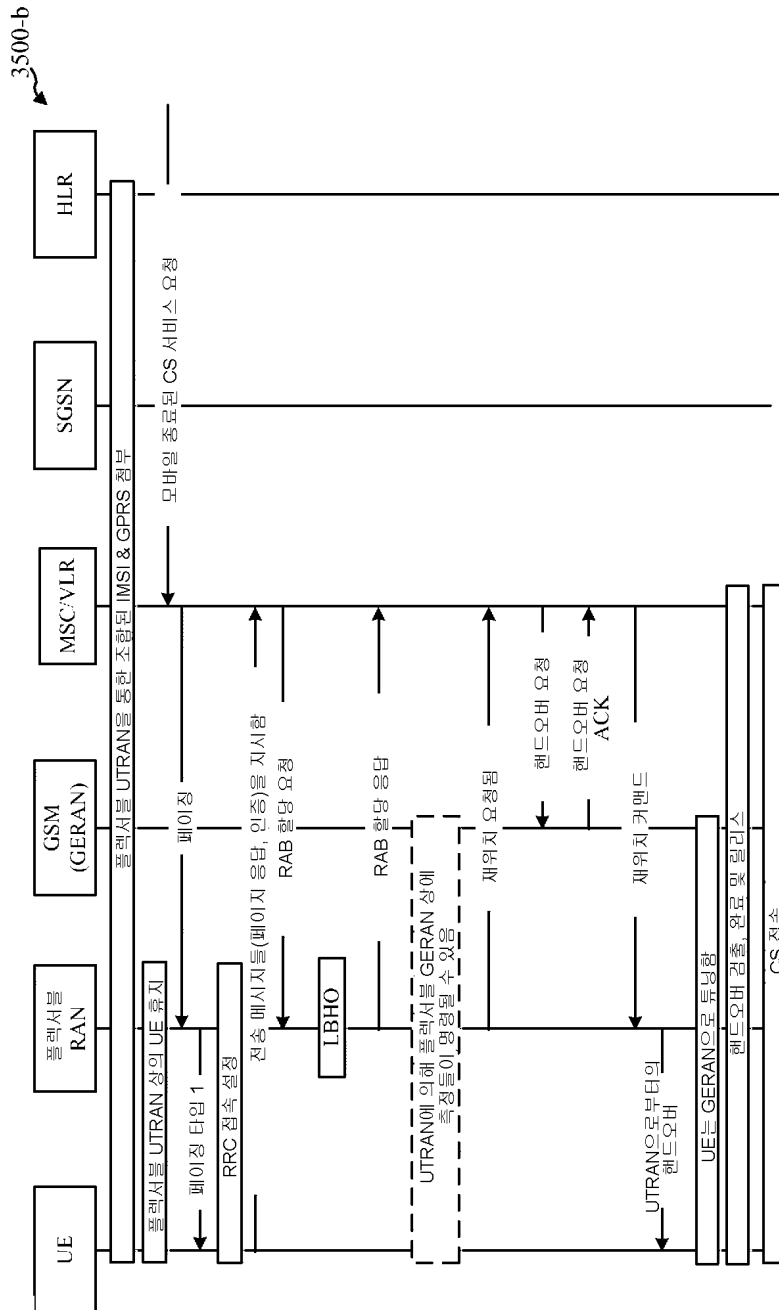 3500-b
UE
플렉서블
RAN
GSM
(GERAN)
MSC/VLR
SGSN
HLR
플렉서블 UTRAN을 통한 조합된 IMSI & GPRS 첨부
플렉서블 UTRAN 상의 UE 휴지
모바일 종료된 CS 서비스 요청
페이징
페이징 타입 1
RRC 접속 설정
전송 메시지들(페이지 응답, 인증)을 지시함
RAB 할당 요청
LBHO
RAB 할당 응답
UTRAN에 의해 플렉서블 GERAN 상에
측정들이 명령될 수 있음
재위치 요청됨
핸드오버 요청
핸드오버 요청
ACK
재위치 커맨드
UTRAN으로부터의
핸드오버
UE는 GERAN으로 튜닝함
핸드오버 검출, 완료 및 릴리스
CS 접속